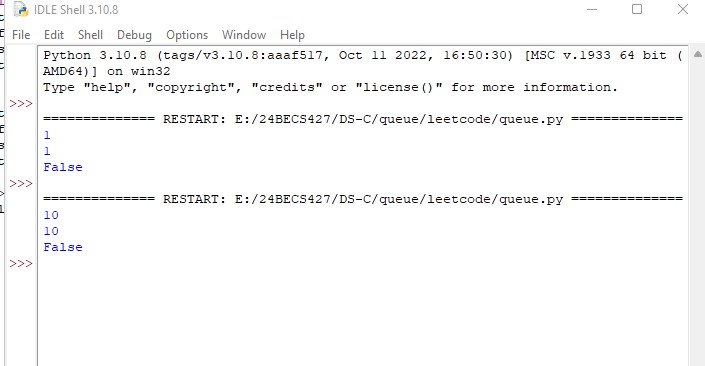 IDLE Shell 3.10.8
File Edit Shell Debug Options Window Help
Python 3.10.8 (tags/v3.10.8:aaaf517, Oct 11 2022, 16:50:30) [MSC v.1933 64 bit (
AMD64)] on win32
Type "help", "copyright", "credits" or "license()" for more information.
>>>
============== RESTART: E:/24BECS427/DS-C/queue/leetcode/queue.py ==============
1
1
False
>>>
============== RESTART: E:/24BECS427/DS-C/queue/leetcode/queue.py ==============
10
10
False
>>>